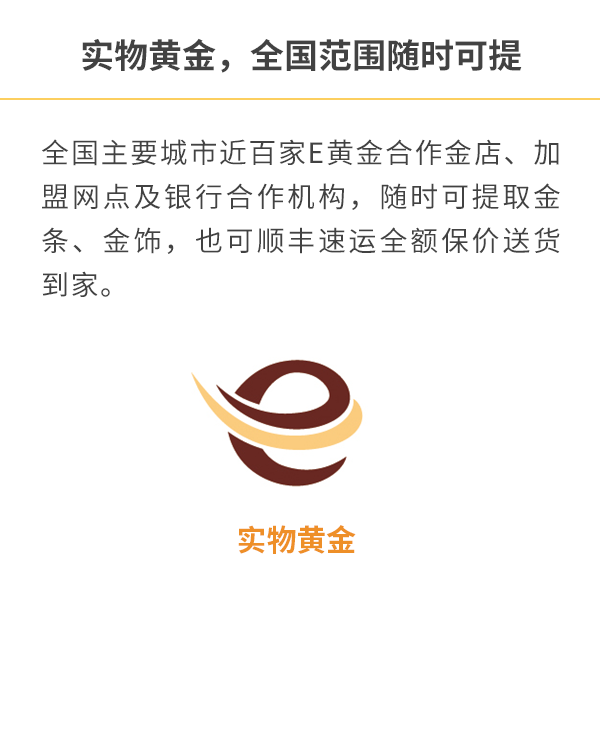 实物黄金，全国范围随时可提
全国主要城市近百家E黄金合作金店、加
盟网点及银行合作机构，随时可提取金
条、金饰，也可顺丰速运全额保价送货
到家。
实物黄金